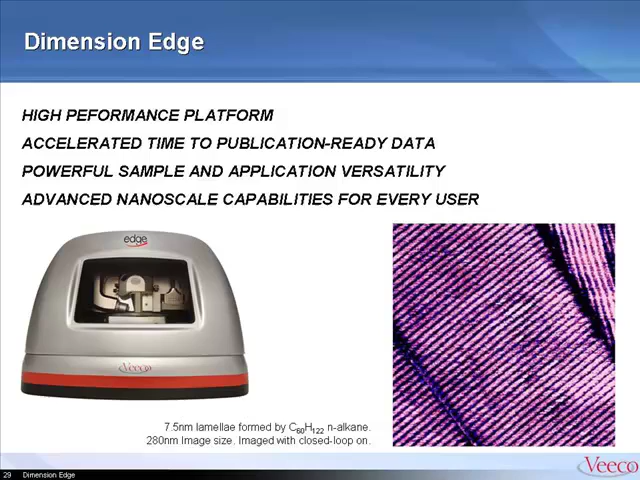 Dimension Edge
HIGH PEFORMANCE PLATFORM
ACCELERATED TIME TO PUBLICATION-READY DATA
POWERFUL SAMPLE AND APPLICATION VERSATILITY
ADVANCED NANOSCALE CAPABILITIES FOR EVERY USER
edge
Veeco
7.5nm lamellae formed by C60H122 n-alkane.
280nm Image size. Imaged with closed-loop on.
29 Dimension Edge
Veeco